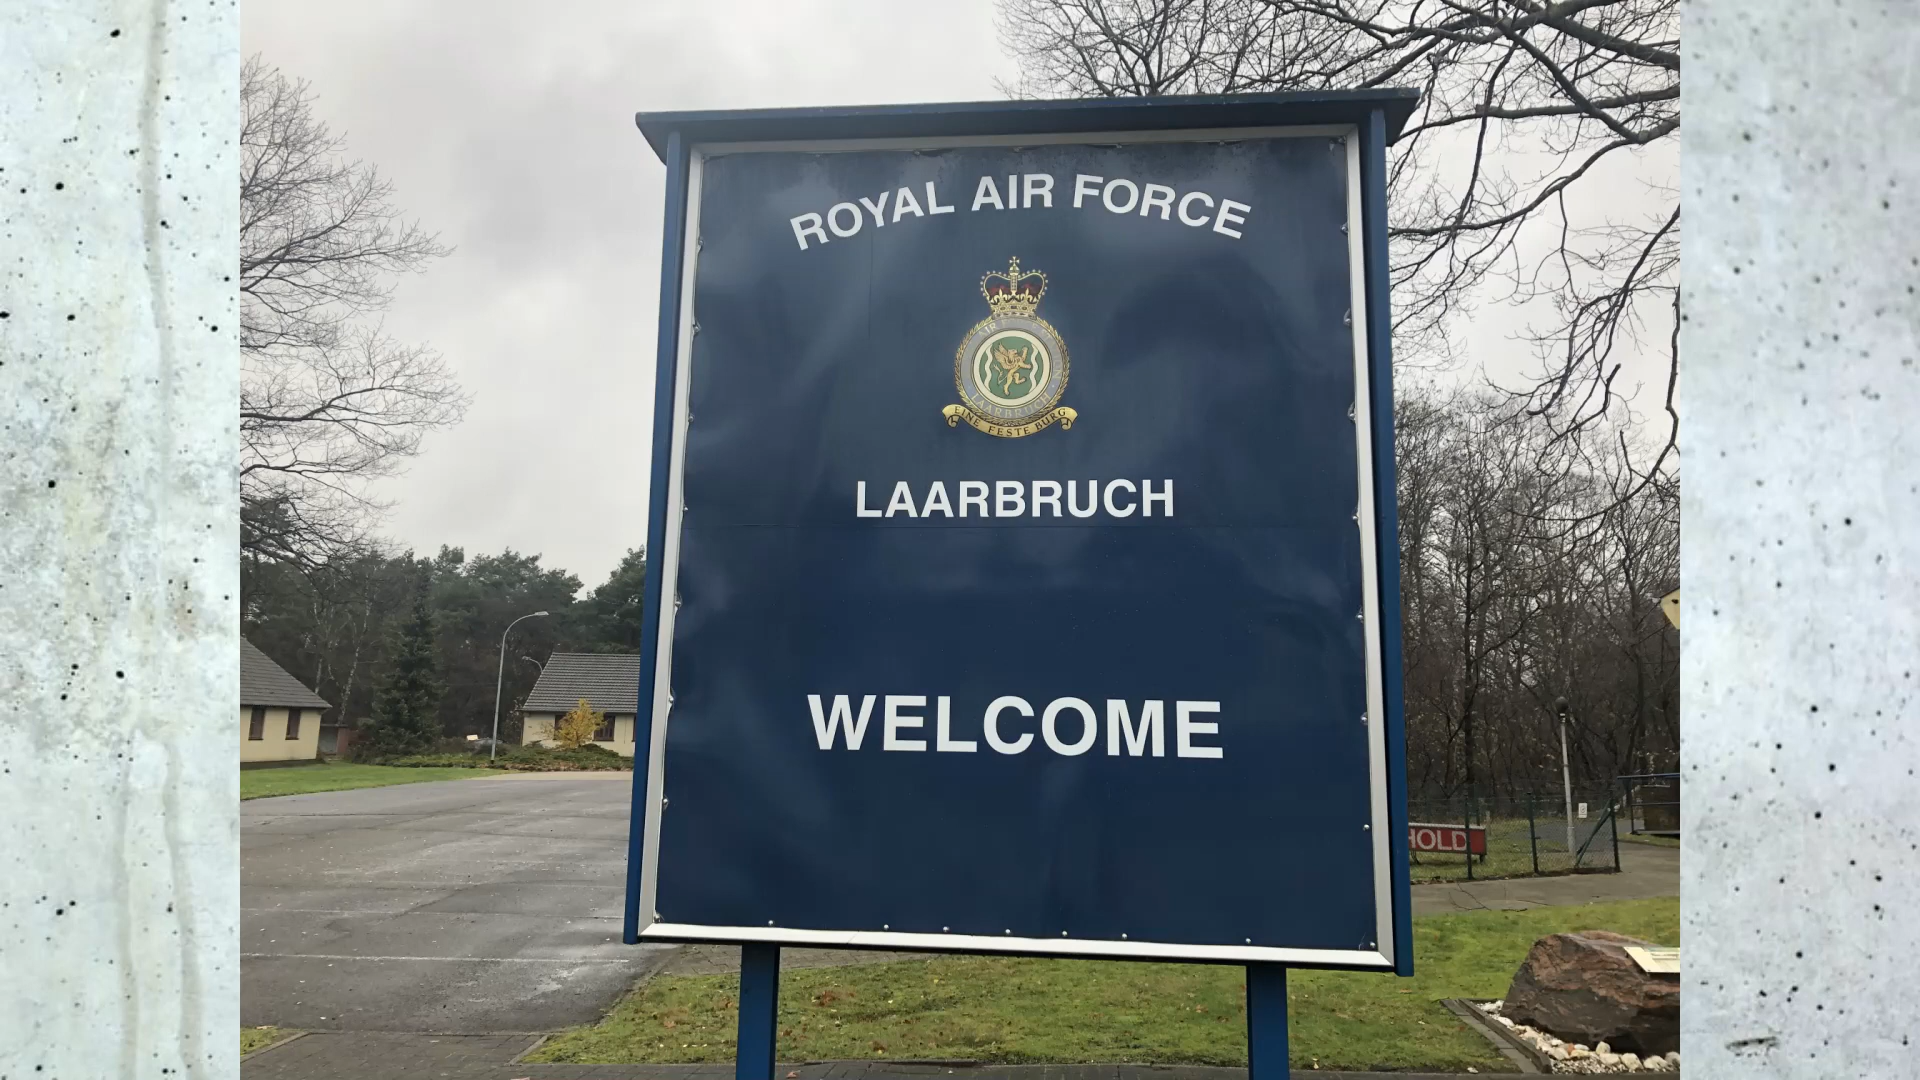 ROYAL AIR FORCE
LAARBRUCH
EINE FESTE BURG
LAARBRUCH
WELCOME
HOLD